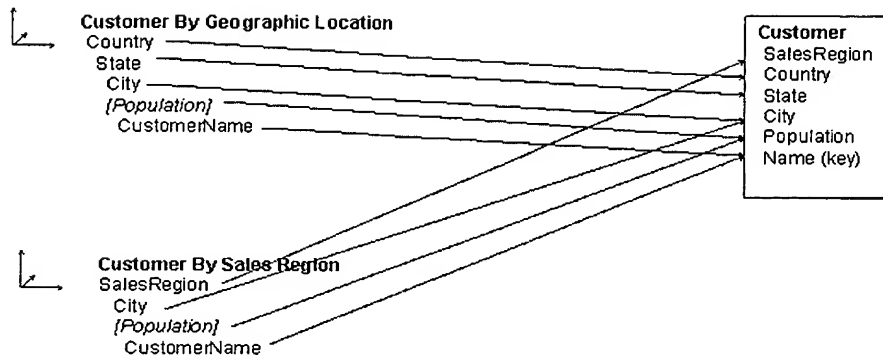 Customer By Geographic Location
Country
State
City
{Population}
CustomerName
Customer
SalesRegion
Country
State
City
Population
Name (key)
Customer By Sales Region
SalesRegion
City
{Population}
CustomerName